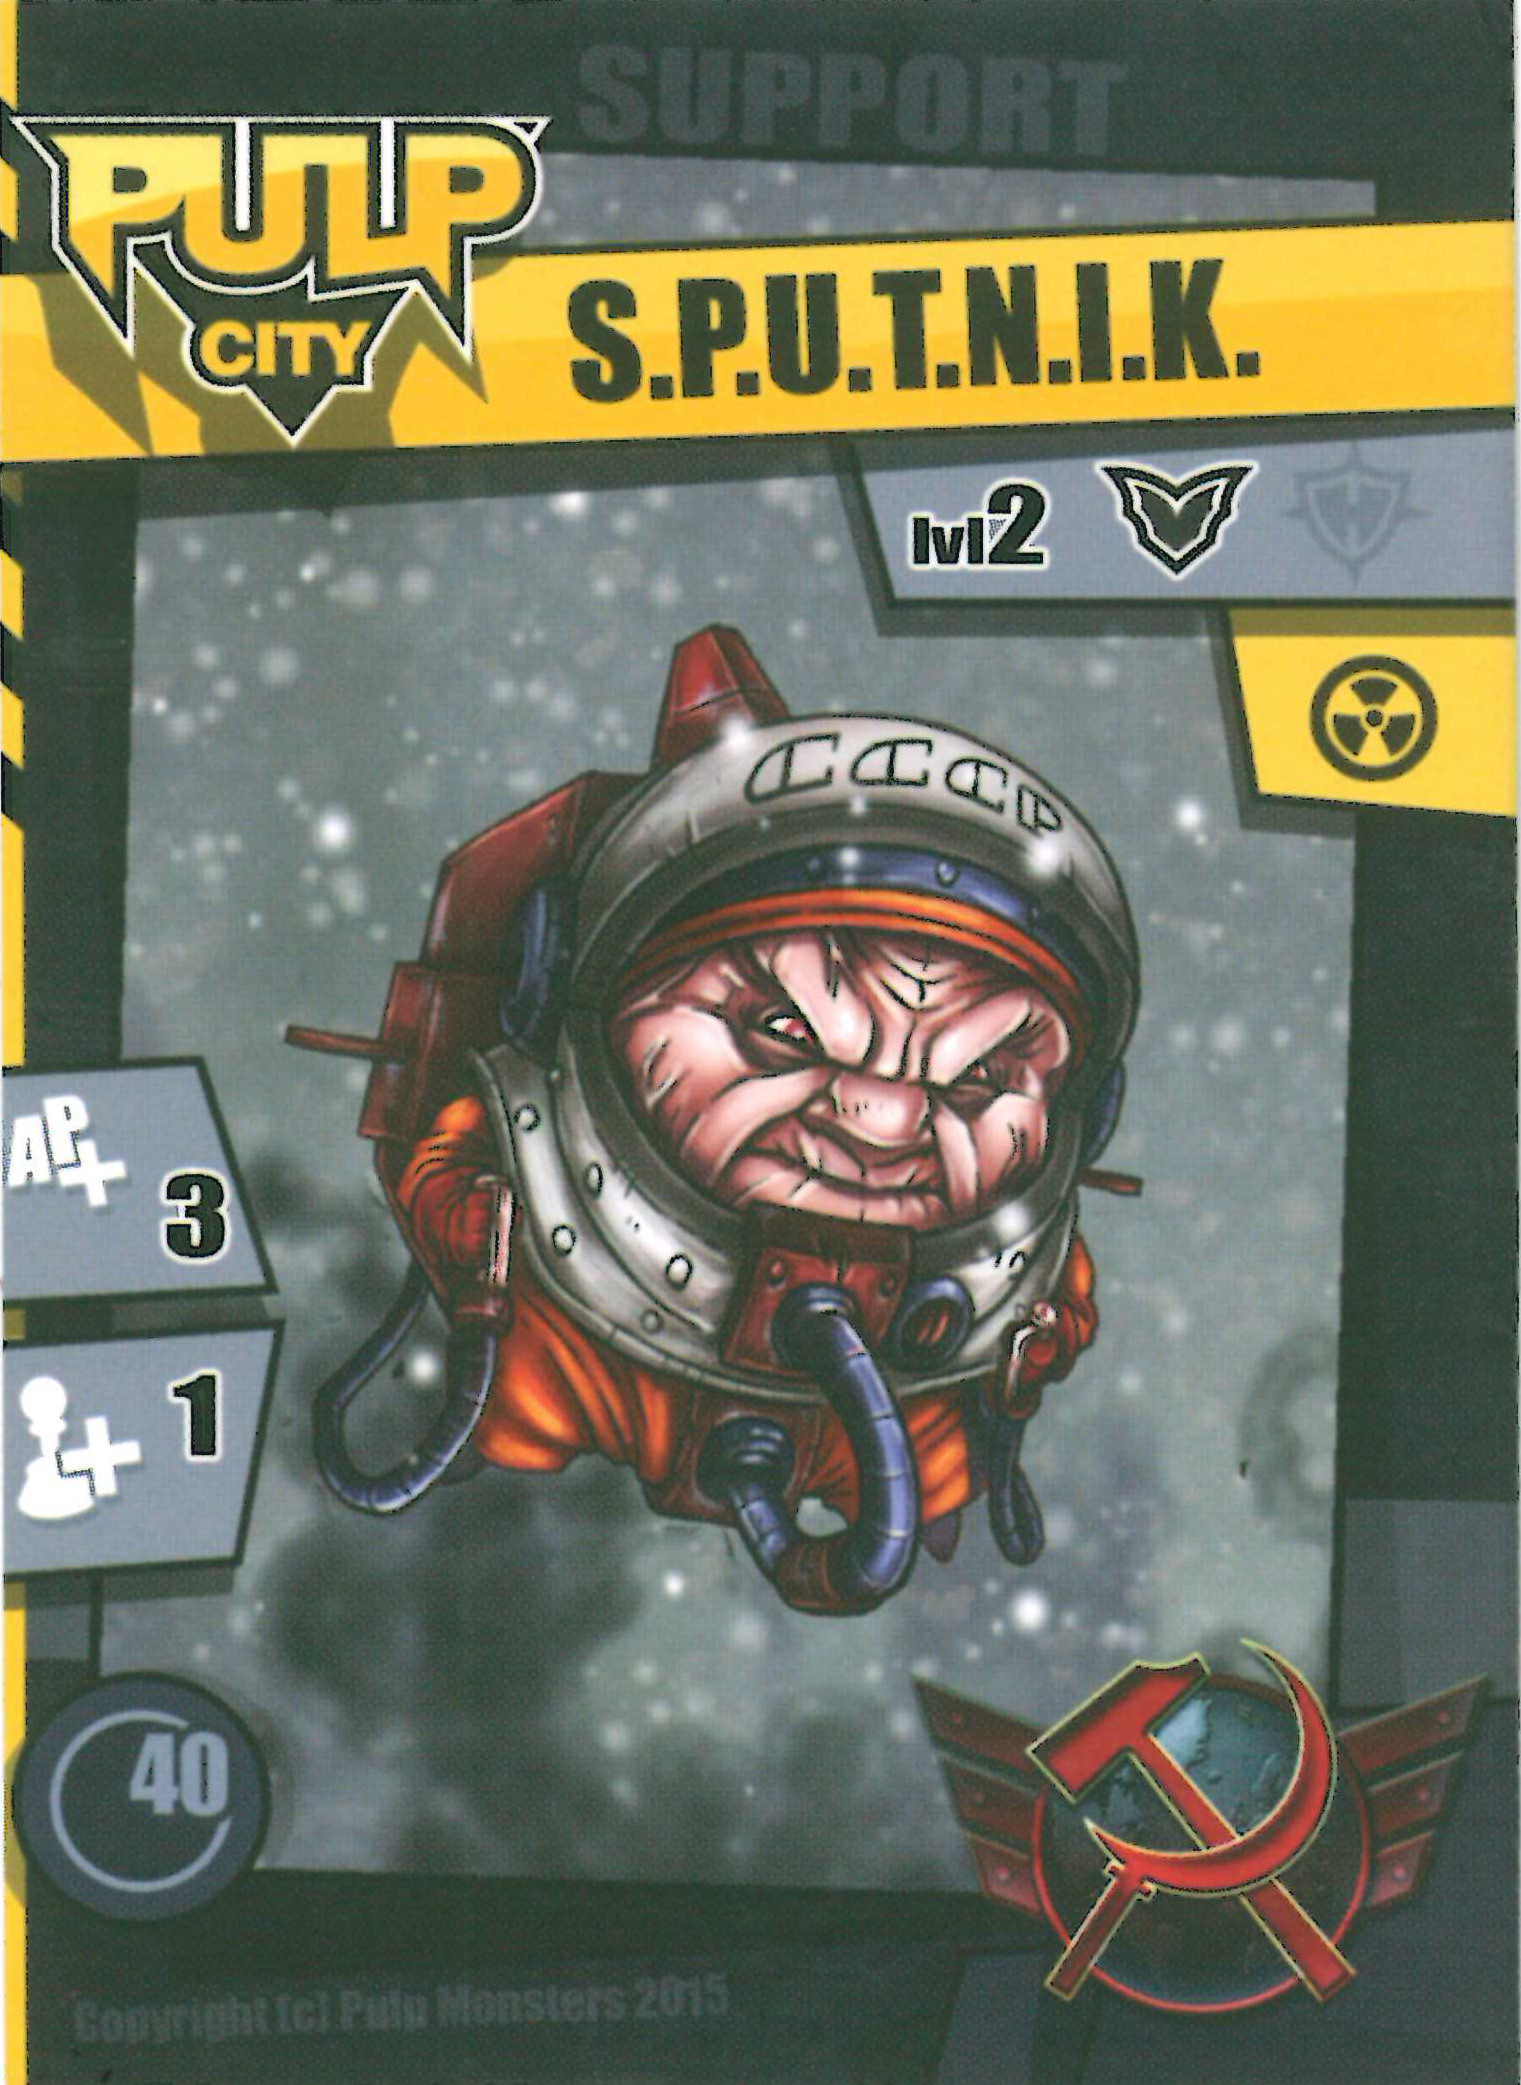 SUPPORT
PULP
CITY
S.P.U.T.N.I.K.
lvl2
CCCP
AP+
3
1
40
Copyright (c) Pulp Monsters 2015